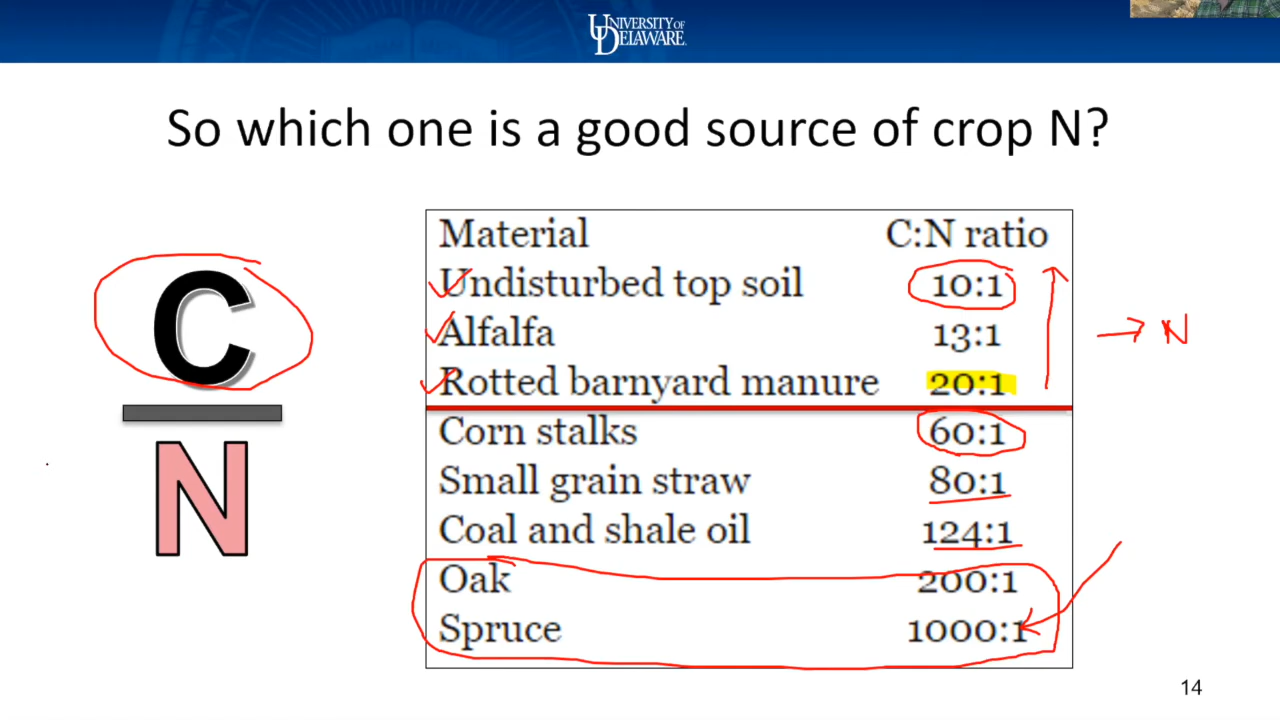 UNIVERSITY OF
DELAWARE
So which one is a good source of crop N?
C
N
Material C:N ratio
Undisturbed top soil 10:1
Alfalfa 13:1
Rotted barnyard manure 20:1
Corn stalks 60:1
Small grain straw 80:1
Coal and shale oil 124:1
Oak 200:1
Spruce 1000:1
→ N
14